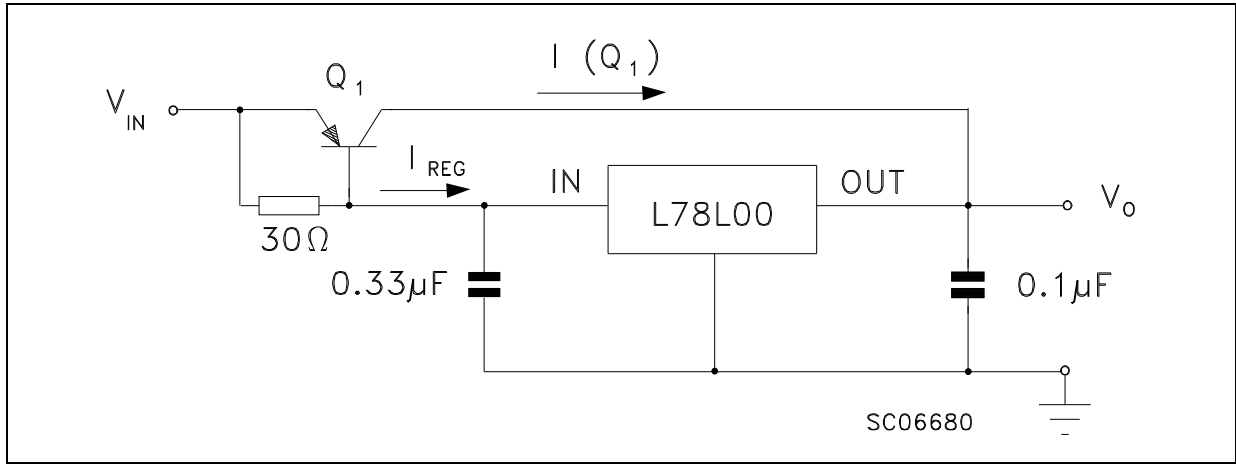 I (Q1)
Q1
VIN
IREG
IN
OUT
VO
L78L00
30Ω
0.33μF
0.1μF
SC06680